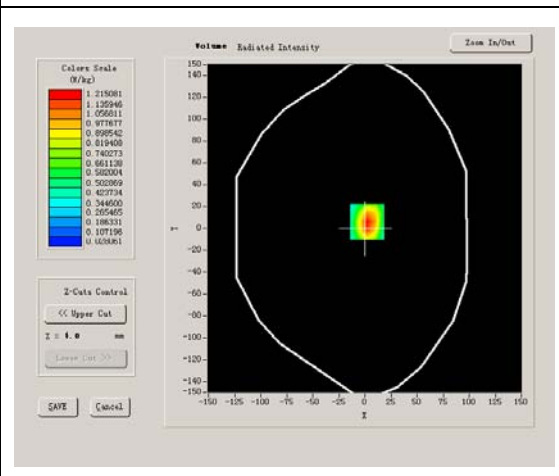 Volume Radiated Intensity
Zoom In/Out
Colors Scale
(W/kg)
1.215081
1.135946
1.056811
0.977677
0.898542
0.819408
0.740273
0.661138
0.582004
0.502869
0.423734
0.344600
0.265465
0.186331
0.107196
150
140
120
100
80
60
40
20
0
-20
-40
-60
-80
-100
-120
-140
-150
Y
-150 -125 -100 -75 -50 -25 0 25 50 75 100 125 150
X
Z-Cuts Control
<< Upper Cut
Z = 4.0 mm
Lower Cut >>
SAVE
Cancel